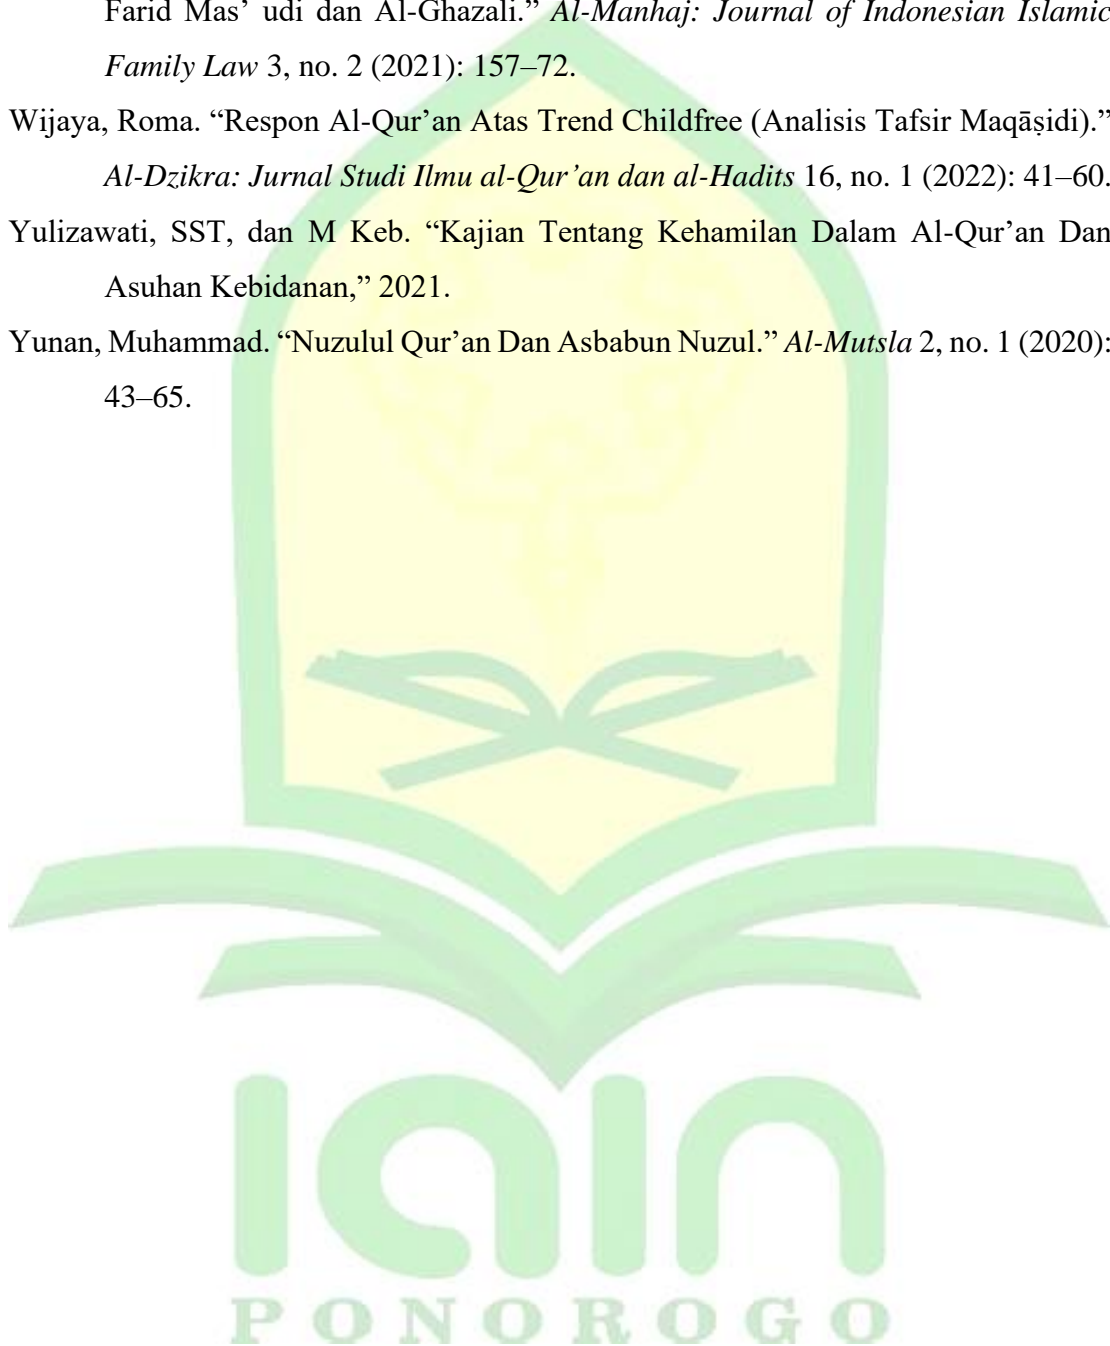 Farid Mas’ udi dan Al-Ghazali.” Al-Manhaj: Journal of Indonesian Islamic
Family Law 3, no. 2 (2021): 157–72.
Wijaya, Roma. “Respon Al-Qur’an Atas Trend Childfree (Analisis Tafsir Maqāṣidi).”
Al-Dzikra: Jurnal Studi Ilmu al-Qur’an dan al-Hadits 16, no. 1 (2022): 41–60.
Yulizawati, SST, dan M Keb. “Kajian Tentang Kehamilan Dalam Al-Qur’an Dan
Asuhan Kebidanan,” 2021.
Yunan, Muhammad. “Nuzulul Qur’an Dan Asbabun Nuzul.” Al-Mutsla 2, no. 1 (2020):
43–65.
iain
PONOROGO